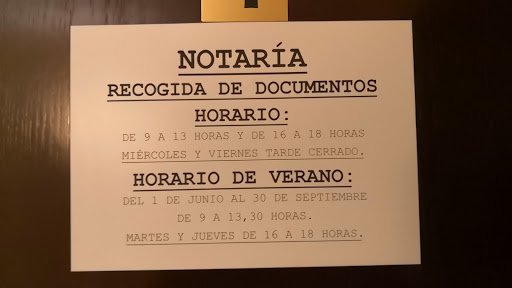 NOTARÍA
RECOGIDA DE DOCUMENTOS
HORARIO:
DE 9 A 13 HORAS Y DE 16 A 18 HORAS
MIÉRCOLES Y VIERNES TARDE CERRADO.
HORARIO DE VERANO:
DEL 1 DE JUNIO AL 30 DE SEPTIEMBRE
DE 9 A 13,30 HORAS.
MARTES Y JUEVES DE 16 A 18 HORAS.